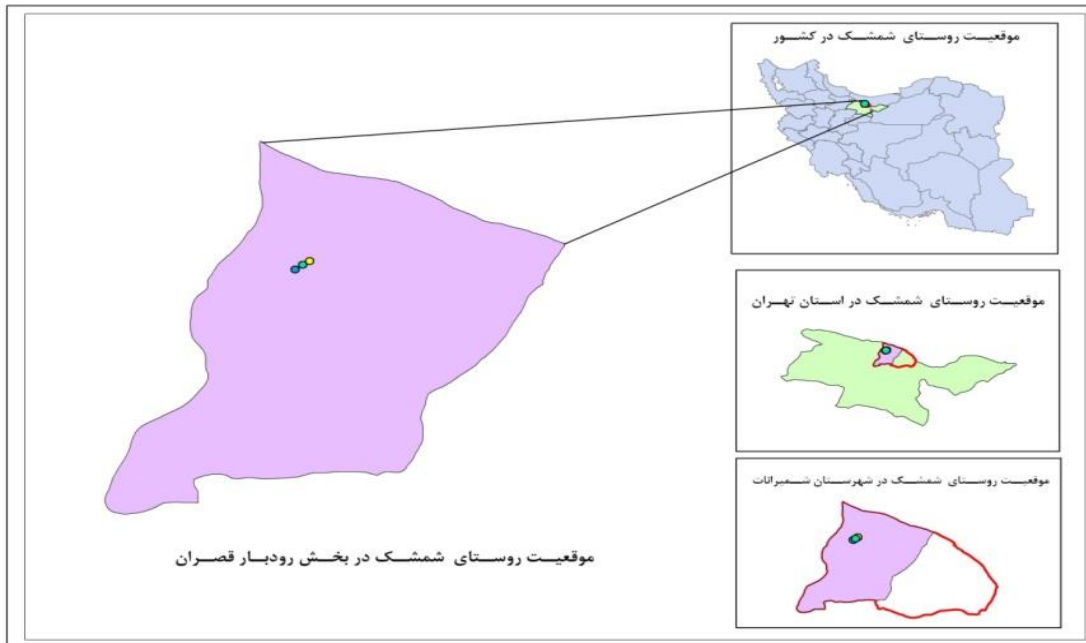 موقعیت روستای شمشک در کشور
موقعیت روستای شمشک در استان تهران
موقعیت روستای شمشک در شهرستان شمیرانات
موقعیت روستای شمشک در بخش رودبار قصران